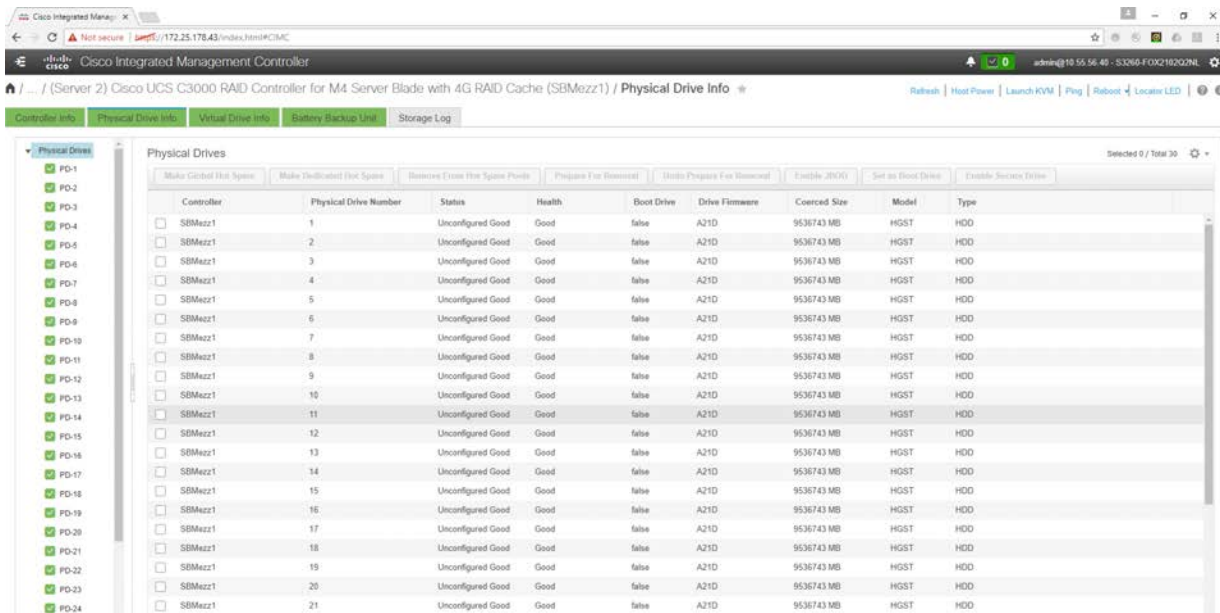 Cisco Integrated Manag
Not secure | https://172.25.178.43/index.html#CIMC
cisco Cisco Integrated Management Controller
0
admin@10.55.56.40 - S3260-FOX2102Q2NL
/ ... / (Server 2) Cisco UCS C3000 RAID Controller for M4 Server Blade with 4G RAID Cache (SBMezz1) / Physical Drive Info
Refresh | Host Power | Launch KVM | Ping | Reboot | Locator LED
Controller Info Physical Drive Info Virtual Drive Info Battery Backup Unit Storage Log
Physical Drives
PD-1
PD-2
PD-3
PD-4
PD-5
PD-6
PD-7
PD-8
PD-9
PD-10
PD-11
PD-12
PD-13
PD-14
PD-15
PD-16
PD-17
PD-18
PD-19
PD-20
PD-21
PD-22
PD-23
PD-24
Physical Drives
Selected 0 / Total 30
Make Global Hot Spare Make Dedicated Hot Spare Remove From Hot Spare Pools Prepare For Removal Undo Prepare For Removal Enable JBOD Set as Boot Drive Enable Secure Drive
Controller Physical Drive Number Status Health Boot Drive Drive Firmware Coerced Size Model Type
SBMezz1 1 Unconfigured Good Good false A21D 9536743 MB HGST HDD
SBMezz1 2 Unconfigured Good Good false A21D 9536743 MB HGST HDD
SBMezz1 3 Unconfigured Good Good false A21D 9536743 MB HGST HDD
SBMezz1 4 Unconfigured Good Good false A21D 9536743 MB HGST HDD
SBMezz1 5 Unconfigured Good Good false A21D 9536743 MB HGST HDD
SBMezz1 6 Unconfigured Good Good false A21D 9536743 MB HGST HDD
SBMezz1 7 Unconfigured Good Good false A21D 9536743 MB HGST HDD
SBMezz1 8 Unconfigured Good Good false A21D 9536743 MB HGST HDD
SBMezz1 9 Unconfigured Good Good false A21D 9536743 MB HGST HDD
SBMezz1 10 Unconfigured Good Good false A21D 9536743 MB HGST HDD
SBMezz1 11 Unconfigured Good Good false A21D 9536743 MB HGST HDD
SBMezz1 12 Unconfigured Good Good false A21D 9536743 MB HGST HDD
SBMezz1 13 Unconfigured Good Good false A21D 9536743 MB HGST HDD
SBMezz1 14 Unconfigured Good Good false A21D 9536743 MB HGST HDD
SBMezz1 15 Unconfigured Good Good false A21D 9536743 MB HGST HDD
SBMezz1 16 Unconfigured Good Good false A21D 9536743 MB HGST HDD
SBMezz1 17 Unconfigured Good Good false A21D 9536743 MB HGST HDD
SBMezz1 18 Unconfigured Good Good false A21D 9536743 MB HGST HDD
SBMezz1 19 Unconfigured Good Good false A21D 9536743 MB HGST HDD
SBMezz1 20 Unconfigured Good Good false A21D 9536743 MB HGST HDD
SBMezz1 21 Unconfigured Good Good false A21D 9536743 MB HGST HDD